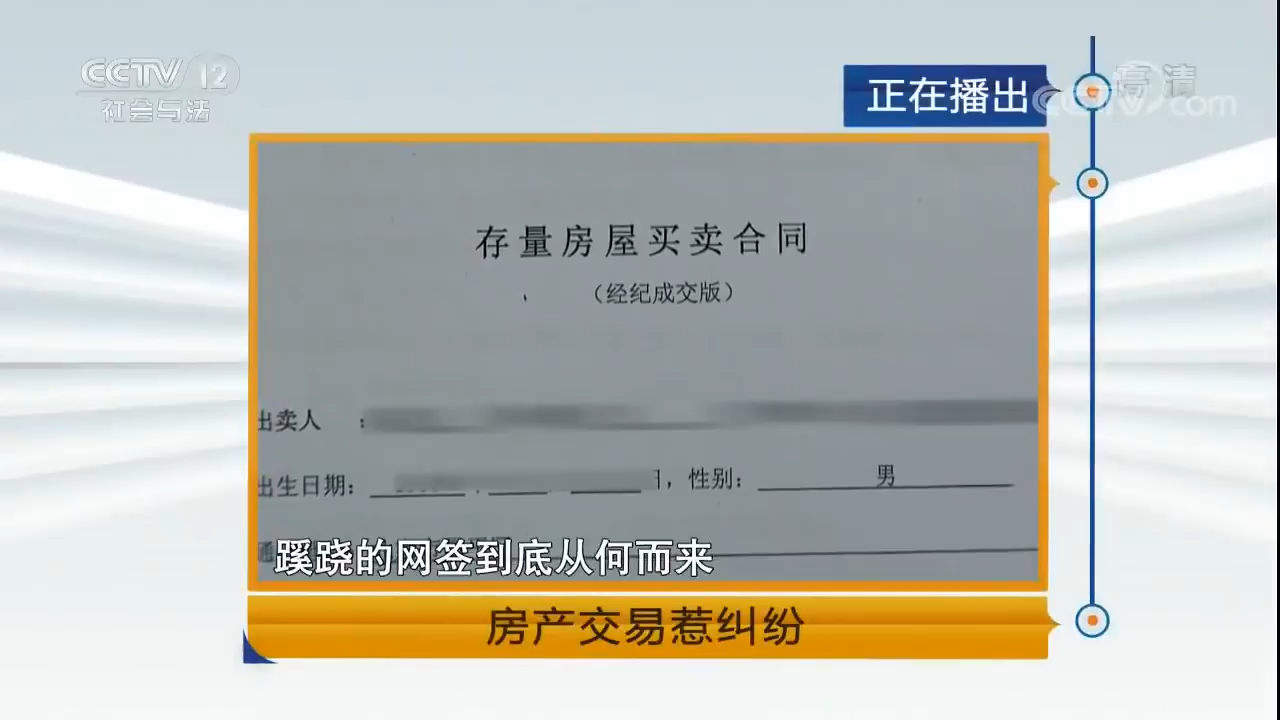 CCTV 12
社会与法
正在播出
高清
CCTV.com
存量房屋买卖合同
（经纪成交版）
出卖人 ：
出生日期： 日，性别： 男
通
蹊跷的网签到底从何而来
房产交易惹纠纷